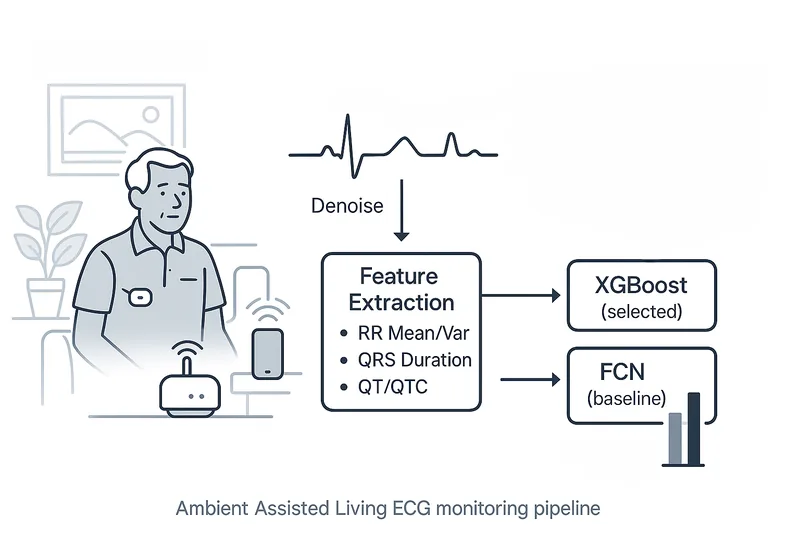 Denoise
Feature
Extraction
• RR Mean/Var
• QRS Duration
• QT/QTC
XGBoost
(selected)
FCN
(baseline)
Ambient Assisted Living ECG monitoring pipeline